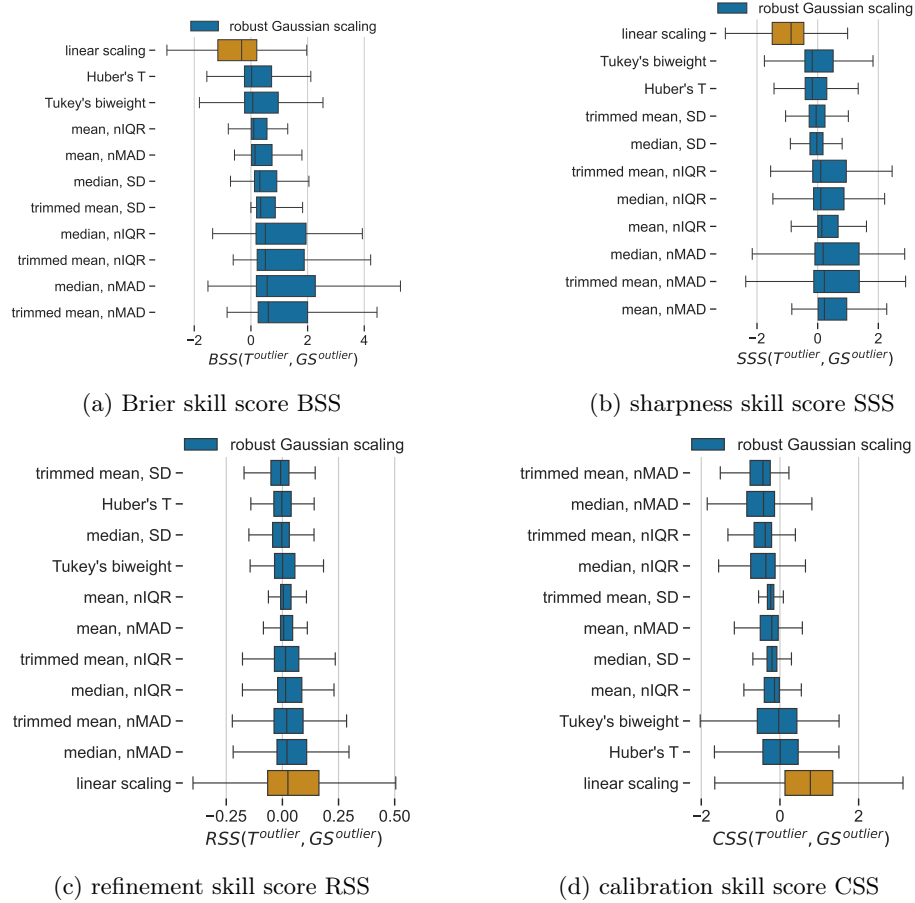 robust Gaussian scaling
linear scaling
Huber's T
Tukey's biweight
mean, nIQR
mean, nMAD
median, SD
trimmed mean, SD
median, nIQR
trimmed mean, nIQR
median, nMAD
trimmed mean, nMAD
−2 0 2 4
BSS(T^outlier, GS^outlier)
(a) Brier skill score BSS
robust Gaussian scaling
linear scaling
Tukey's biweight
Huber's T
trimmed mean, SD
median, SD
trimmed mean, nIQR
median, nIQR
mean, nIQR
median, nMAD
trimmed mean, nMAD
mean, nMAD
−2 0 2
SSS(T^outlier, GS^outlier)
(b) sharpness skill score SSS
robust Gaussian scaling
trimmed mean, SD
Huber's T
median, SD
Tukey's biweight
mean, nIQR
mean, nMAD
trimmed mean, nIQR
median, nIQR
trimmed mean, nMAD
median, nMAD
linear scaling
−0.25 0.00 0.25 0.50
RSS(T^outlier, GS^outlier)
(c) refinement skill score RSS
robust Gaussian scaling
trimmed mean, nMAD
median, nMAD
trimmed mean, nIQR
median, nIQR
trimmed mean, SD
mean, nMAD
median, SD
mean, nIQR
Tukey's biweight
Huber's T
linear scaling
−2 0 2
CSS(T^outlier, GS^outlier)
(d) calibration skill score CSS